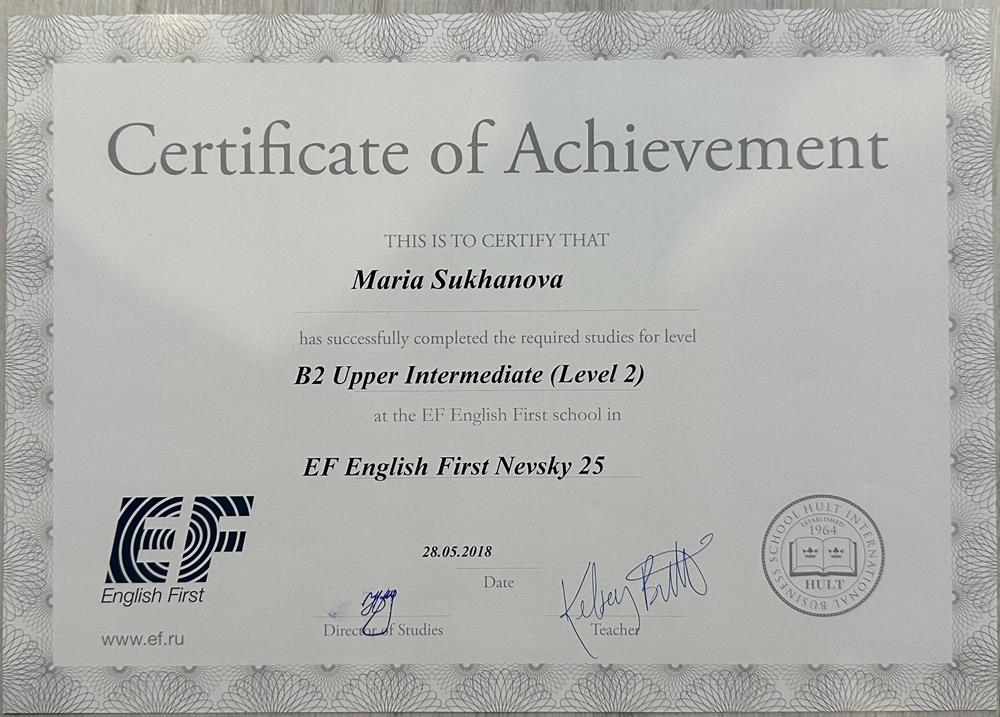 Certificate of Achievement
THIS IS TO CERTIFY THAT
Maria Sukhanova
has successfully completed the required studies for level
B2 Upper Intermediate (Level 2)
at the EF English First school in
EF English First Nevsky 25
EF
English First
www.ef.ru
28.05.2018
Date
Director of Studies
Kelsey
Teacher
HULT INTERNATIONAL BUSINESS SCHOOL
ESTABLISHED
1964
HULT